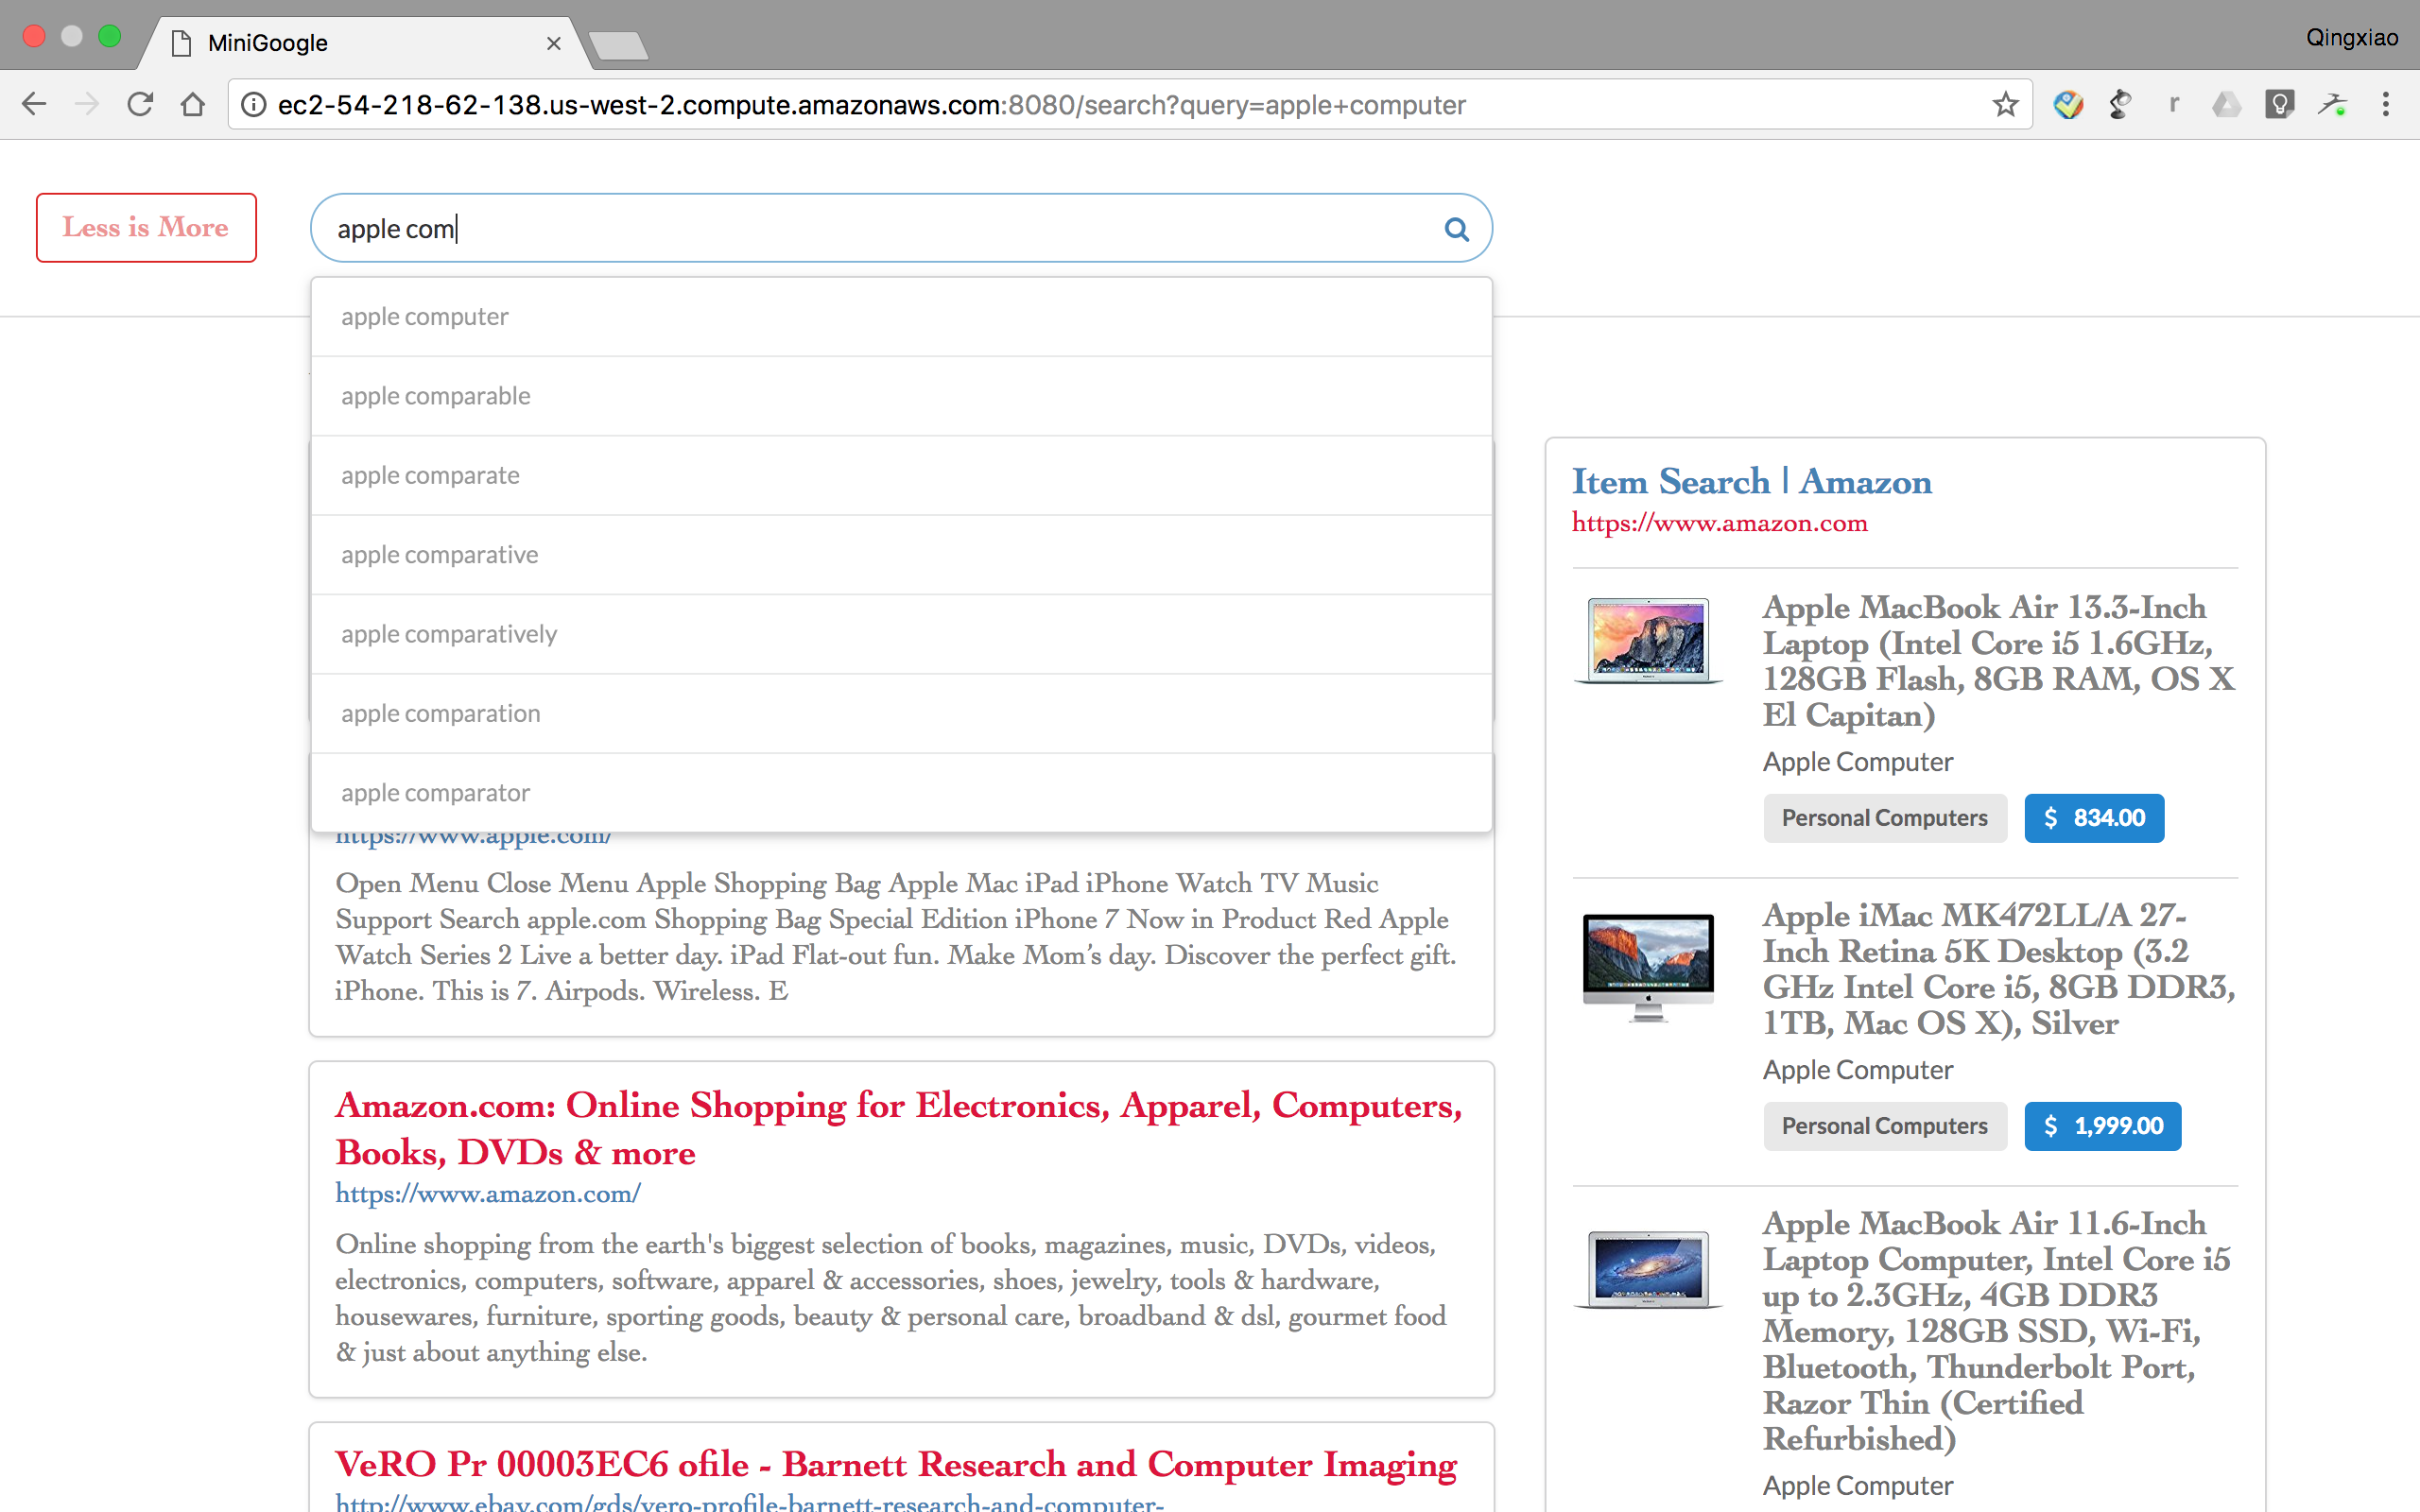 MiniGoogle
Qingxiao
ec2-54-218-62-138.us-west-2.compute.amazonaws.com:8080/search?query=apple+computer
r
Less is More
apple com
apple computer
apple comparable
apple comparate
apple comparative
apple comparatively
apple comparation
apple comparator
https://www.apple.com/
Open Menu Close Menu Apple Shopping Bag Apple Mac iPad iPhone Watch TV Music
Support Search apple.com Shopping Bag Special Edition iPhone 7 Now in Product Red Apple
Watch Series 2 Live a better day. iPad Flat-out fun. Make Mom’s day. Discover the perfect gift.
iPhone. This is 7. Airpods. Wireless. E
Amazon.com: Online Shopping for Electronics, Apparel, Computers,
Books, DVDs & more
https://www.amazon.com/
Online shopping from the earth's biggest selection of books, magazines, music, DVDs, videos,
electronics, computers, software, apparel & accessories, shoes, jewelry, tools & hardware,
housewares, furniture, sporting goods, beauty & personal care, broadband & dsl, gourmet food
& just about anything else.
VeRO Pr 00003EC6 ofile - Barnett Research and Computer Imaging
http://www.ebay.com/gds/vero-profile-barnett-research-and-computer-
Item Search | Amazon
https://www.amazon.com
Apple MacBook Air 13.3-Inch
Laptop (Intel Core i5 1.6GHz,
128GB Flash, 8GB RAM, OS X
El Capitan)
Apple Computer
Personal Computers $ 834.00
Apple iMac MK472LL/A 27-
Inch Retina 5K Desktop (3.2
GHz Intel Core i5, 8GB DDR3,
1TB, Mac OS X), Silver
Apple Computer
Personal Computers $ 1,999.00
Apple MacBook Air 11.6-Inch
Laptop Computer, Intel Core i5
up to 2.3GHz, 4GB DDR3
Memory, 128GB SSD, Wi-Fi,
Bluetooth, Thunderbolt Port,
Razor Thin (Certified
Refurbished)
Apple Computer